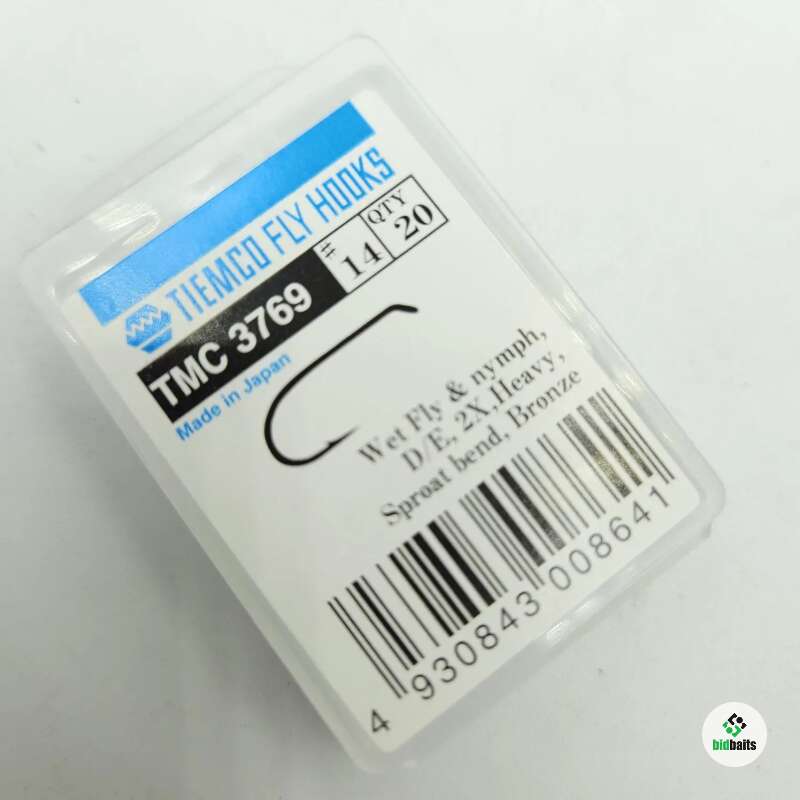 TIEMCO FLY HOOKS
TMC 3769
# 14
QTY 20
Made in Japan
Wet Fly & nymph,
D/E, 2X,Heavy,
Sproat bend, Bronze
4 930843 008641
bidbaits